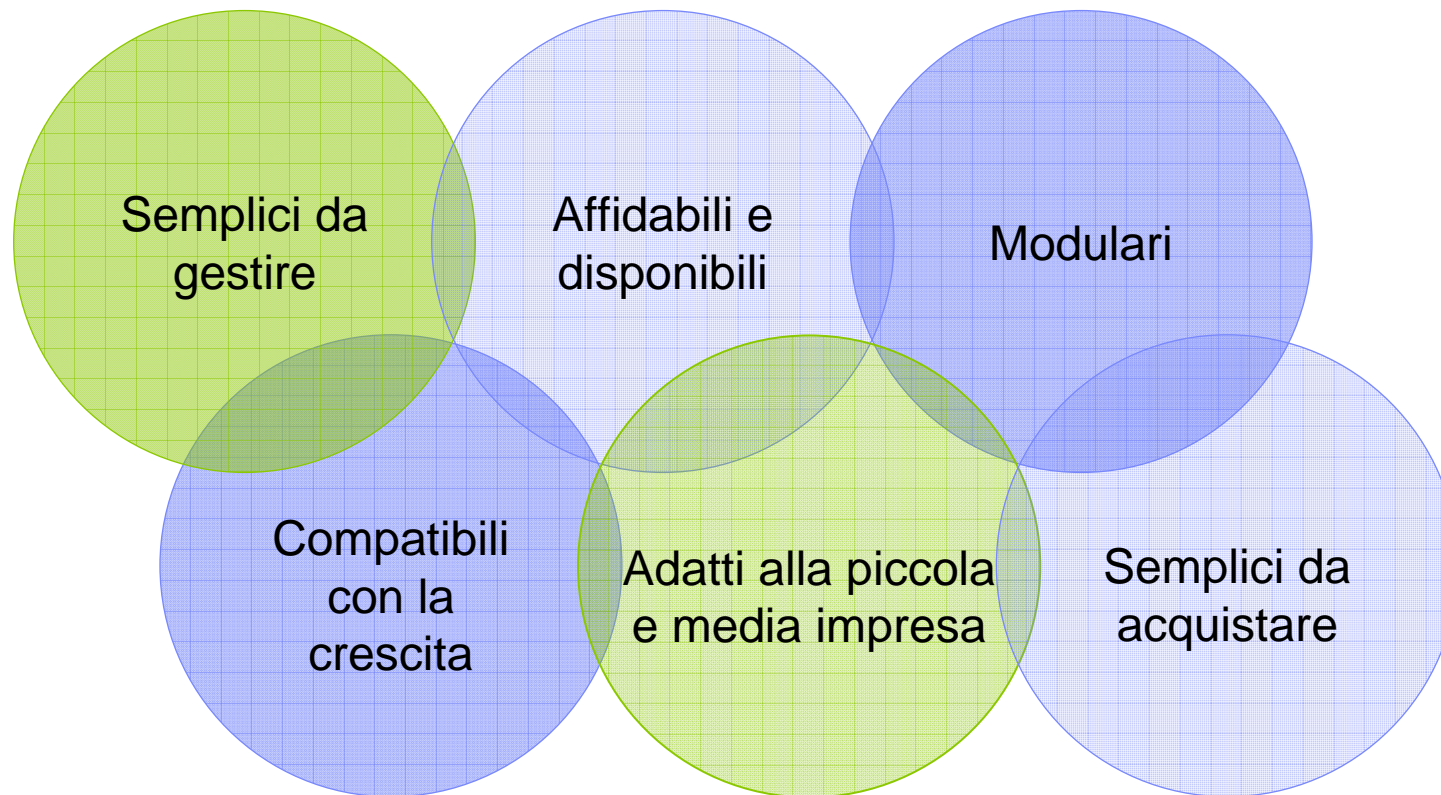 Semplici da
gestire
Affidabili e
disponibili
Modulari
Compatibili
con la
crescita
Adatti alla piccola
e media impresa
Semplici da
acquistare